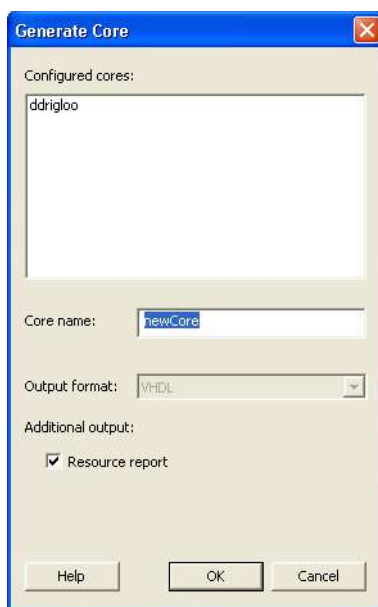 Generate Core
Configured cores:
ddrigloo
Core name: newCore
Output format: VHDL
Additional output:
Resource report
Help OK Cancel